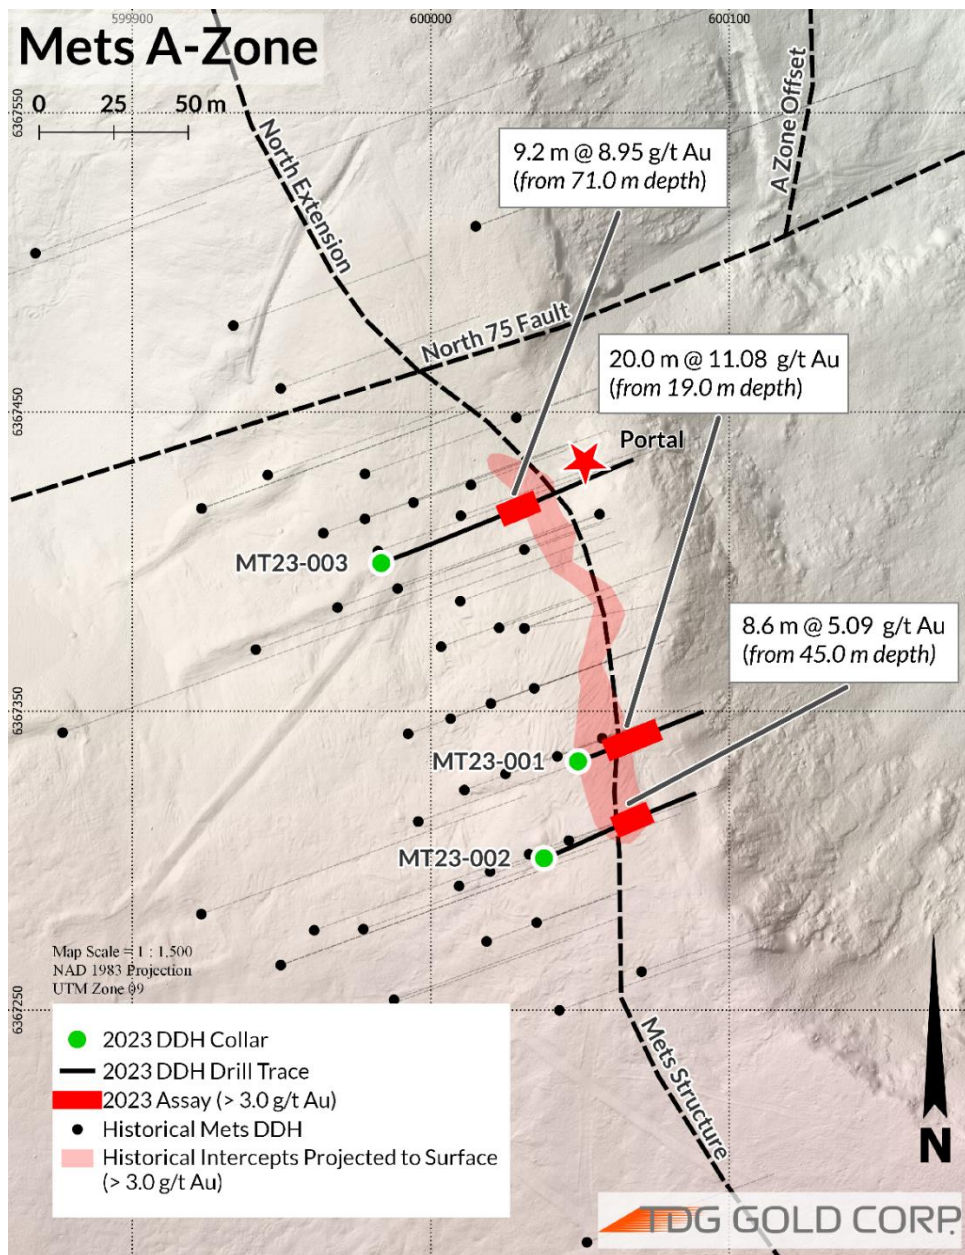 599900
600000
600100
Mets A-Zone
0 25 50 m
6367550
North Extension
A Zone Offset
9.2 m @ 8.95 g/t Au
(from 71.0 m depth)
North 75 Fault
20.0 m @ 11.08 g/t Au
(from 19.0 m depth)
6367450
Portal
MT23-003
8.6 m @ 5.09 g/t Au
(from 45.0 m depth)
6367350
MT23-001
MT23-002
Map Scale = 1 : 1,500
NAD 1983 Projection
UTM Zone 09
6367250
Mets Structure
2023 DDH Collar
2023 DDH Drill Trace
2023 Assay (> 3.0 g/t Au)
Historical Mets DDH
Historical Intercepts Projected to Surface
(> 3.0 g/t Au)
N
TDG GOLD CORP.